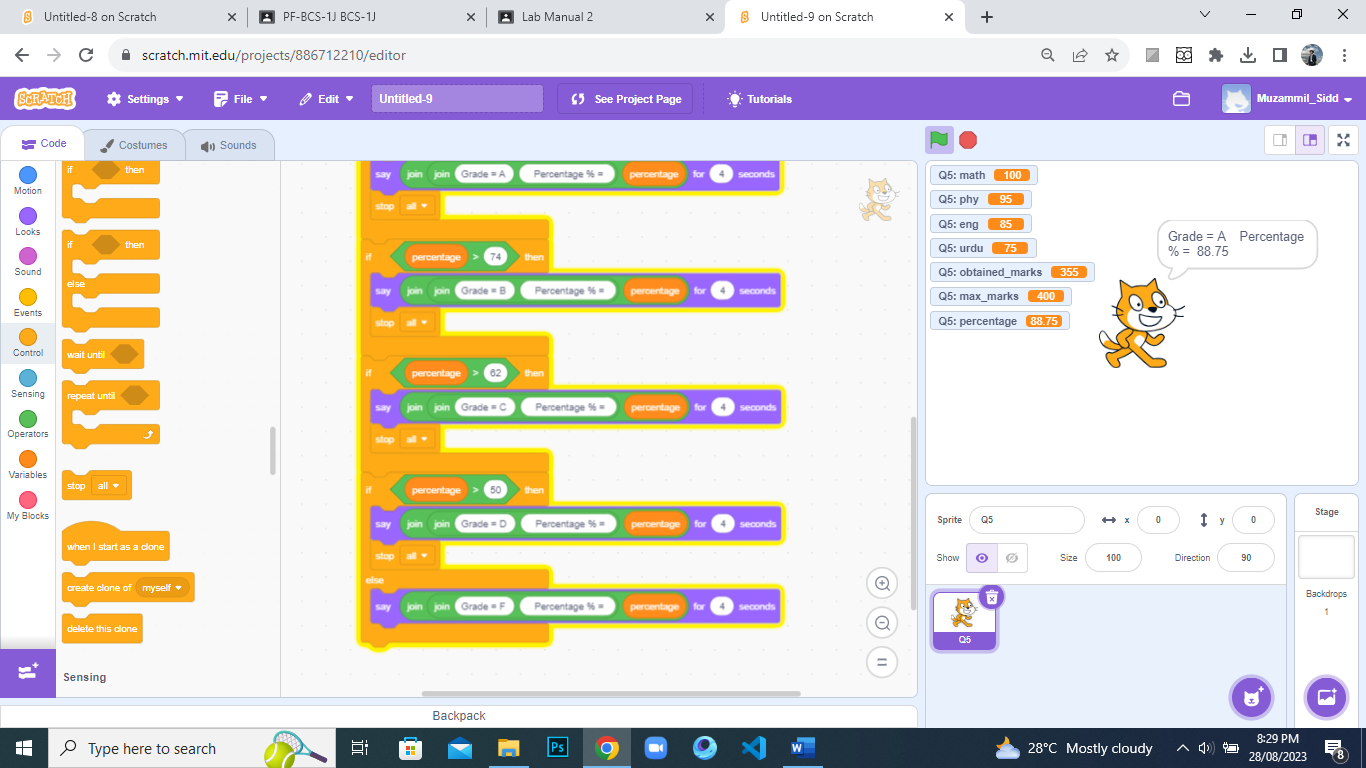 Untitled-8 on Scratch
PF-BCS-1J BCS-1J
Lab Manual 2
Untitled-9 on Scratch
scratch.mit.edu/projects/886712210/editor
SCRATCH
Settings
File
Edit
Untitled-9
See Project Page
Tutorials
Muzammil_Sidd
Code
Costumes
Sounds
Motion
Looks
Sound
Events
Control
Sensing
Operators
Variables
My Blocks
if then
if then
else
wait until
repeat until
stop all
when I start as a clone
create clone of myself
delete this clone
Sensing
say join join Grade = A Percentage % = percentage for 4 seconds
stop all
if percentage > 74 then
say join join Grade = B Percentage % = percentage for 4 seconds
stop all
if percentage > 62 then
say join join Grade = C Percentage % = percentage for 4 seconds
stop all
if percentage > 50 then
say join join Grade = D Percentage % = percentage for 4 seconds
stop all
else
say join join Grade = F Percentage % = percentage for 4 seconds
Backpack
Q5: math 100
Q5: phy 95
Q5: eng 85
Q5: urdu 75
Q5: obtained_marks 355
Q5: max_marks 400
Q5: percentage 88.75
Grade = A Percentage
% = 88.75
Sprite Q5 x 0 y 0
Show Size 100 Direction 90
Q5
Stage
Backdrops
1
Type here to search
Ps
28°C Mostly cloudy
8:29 PM
28/08/2023
8